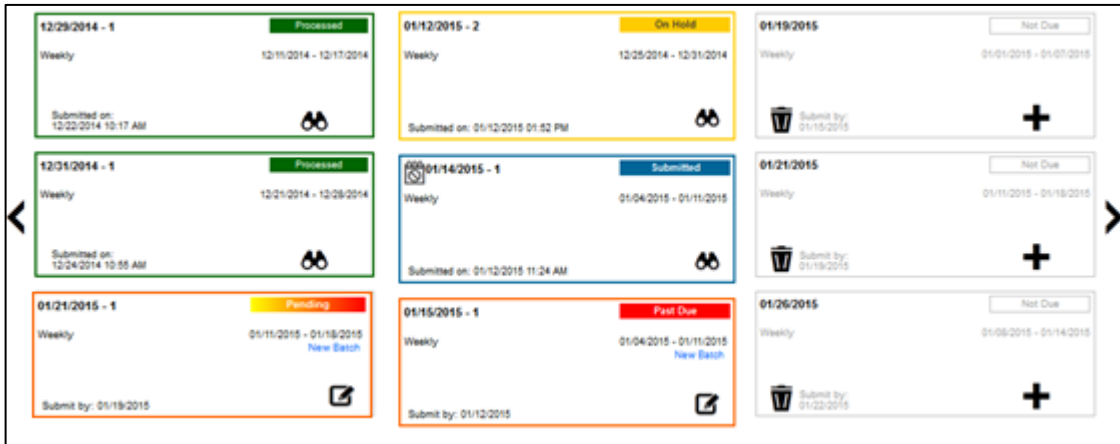 12/29/2014 - 1 Processed
Weekly 12/11/2014 - 12/17/2014
Submitted on:
12/22/2014 10:17 AM
01/12/2015 - 2 On Hold
Weekly 12/25/2014 - 12/31/2014
Submitted on: 01/12/2015 01:52 PM
01/19/2015 Not Due
Weekly 01/01/2015 - 01/07/2015
Submit by:
01/15/2015
12/31/2014 - 1 Processed
Weekly 12/21/2014 - 12/28/2014
Submitted on:
12/24/2014 10:55 AM
01/14/2015 - 1 Submitted
Weekly 01/04/2015 - 01/11/2015
Submitted on: 01/12/2015 11:24 AM
01/21/2015 Not Due
Weekly 01/11/2015 - 01/18/2015
Submit by:
01/19/2015
01/21/2015 - 1 Pending
Weekly 01/11/2015 - 01/18/2015
New Batch
Submit by: 01/19/2015
01/15/2015 - 1 Past Due
Weekly 01/04/2015 - 01/11/2015
New Batch
Submit by: 01/12/2015
01/26/2015 Not Due
Weekly 01/08/2015 - 01/14/2015
Submit by:
01/22/2015